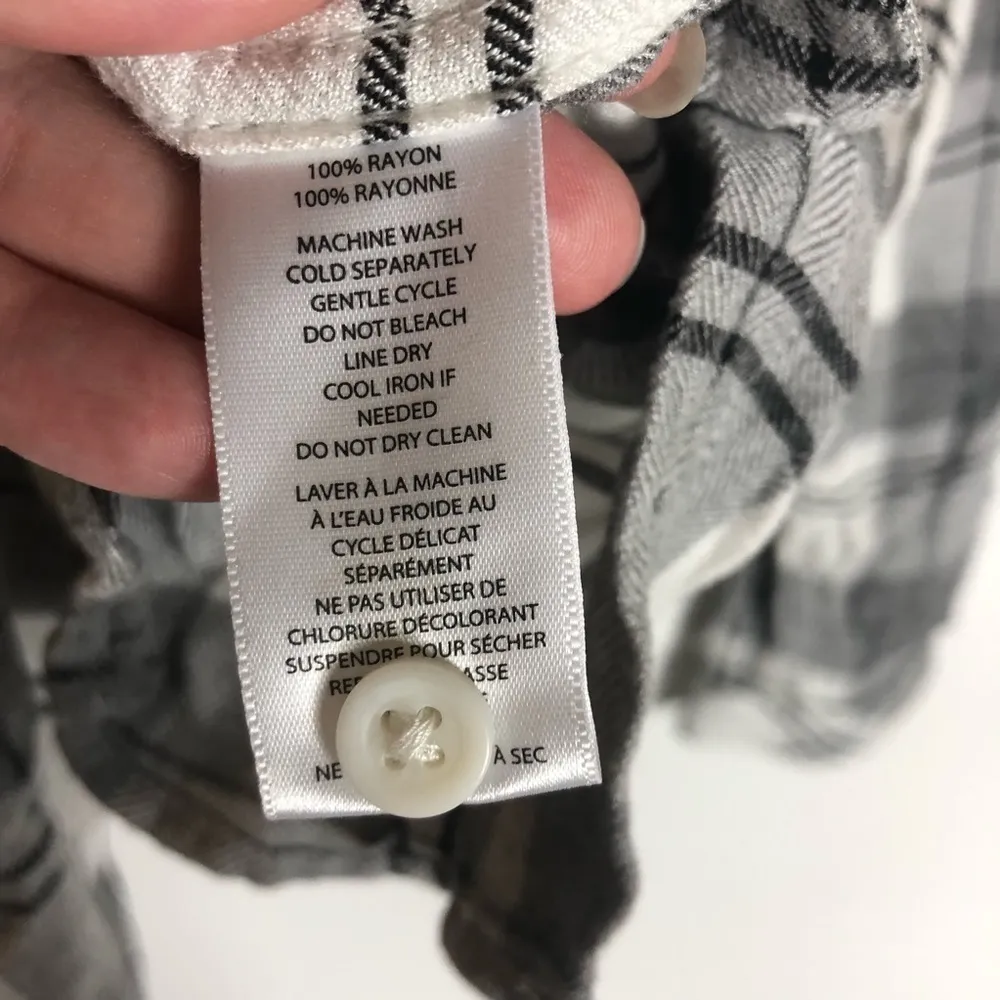 100% RAYON
100% RAYONNE
MACHINE WASH
COLD SEPARATELY
GENTLE CYCLE
DO NOT BLEACH
LINE DRY
COOL IRON IF
NEEDED
DO NOT DRY CLEAN
LAVER À LA MACHINE
À L'EAU FROIDE AU
CYCLE DÉLICAT
SÉPARÉMENT
NE PAS UTILISER DE
CHLORURE DÉCOLORANT
SUSPENDRE POUR SÉCHER
NE À SEC